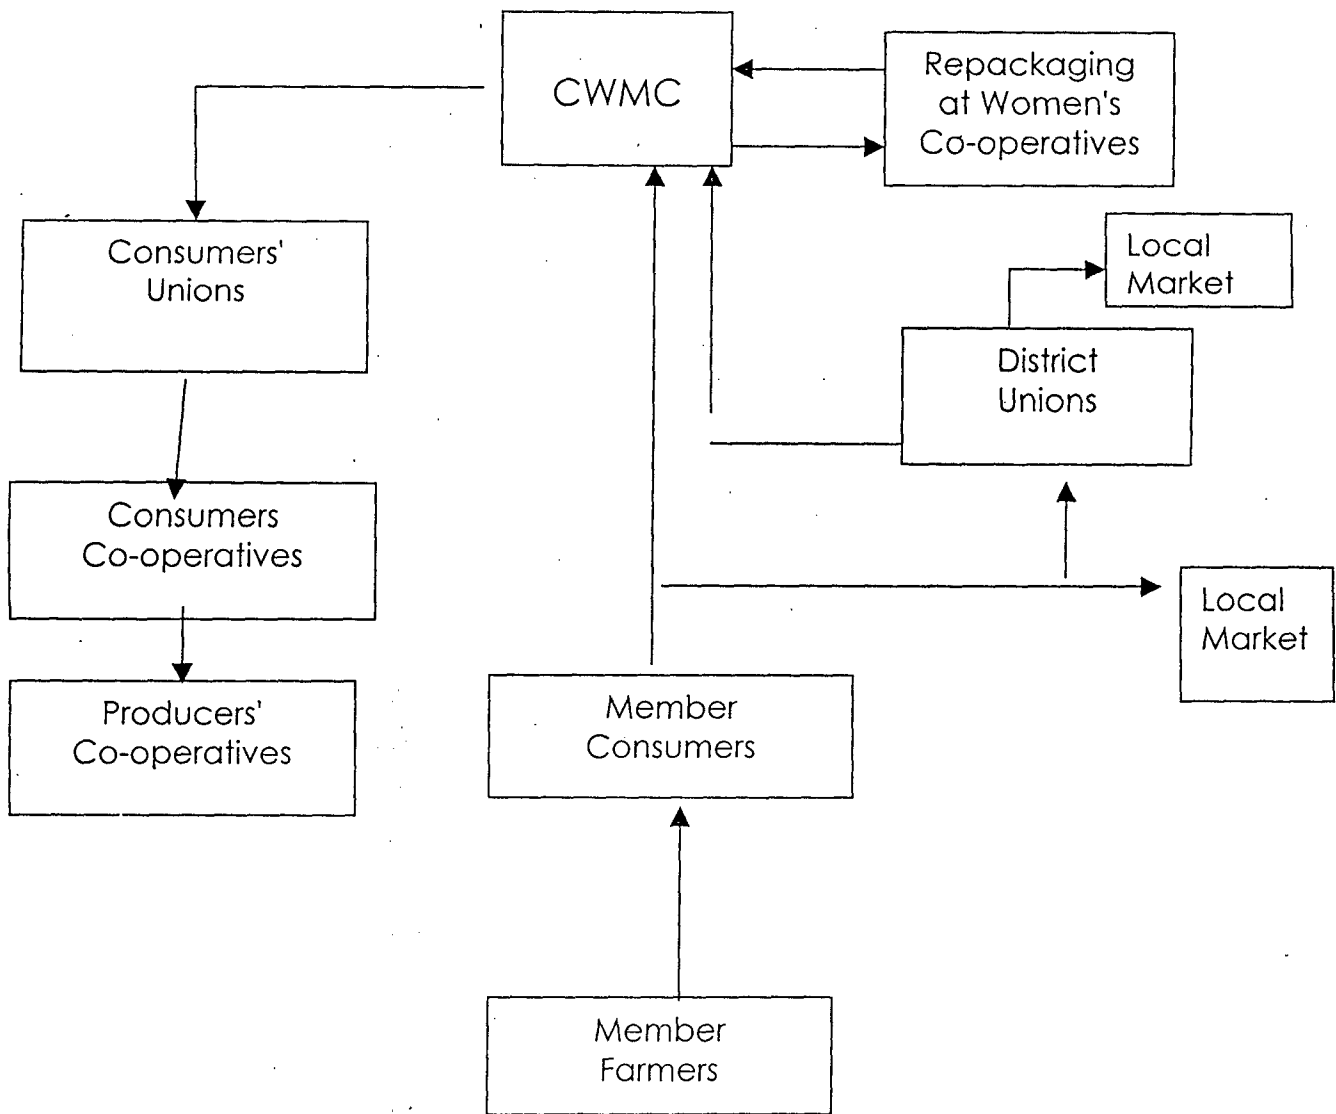 CWMC
Repackaging
at Women's
Co-operatives
Consumers'
Unions
Local
Market
District
Unions
Consumers
Co-operatives
Local
Market
Producers'
Co-operatives
Member
Consumers
Member
Farmers